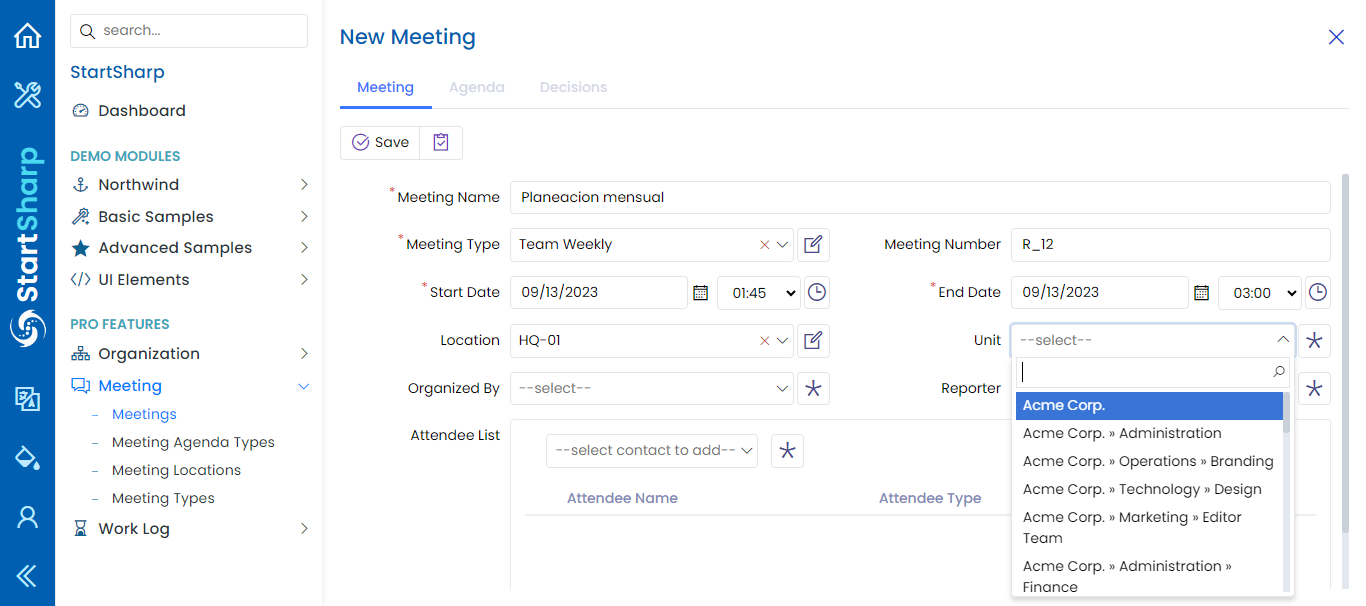 StartSharp
search...
StartSharp
Dashboard
DEMO MODULES
Northwind
Basic Samples
Advanced Samples
UI Elements
PRO FEATURES
Organization
Meeting
Meetings
Meeting Agenda Types
Meeting Locations
Meeting Types
Work Log
New Meeting
Meeting Agenda Decisions
Save
*Meeting Name Planeacion mensual
*Meeting Type Team Weekly Meeting Number R_12
*Start Date 09/13/2023 01:45 *End Date 09/13/2023 03:00
Location HQ-01 Unit --select--
Organized By --select-- Reporter
Attendee List --select contact to add--
Attendee Name Attendee Type
Acme Corp.
Acme Corp. » Administration
Acme Corp. » Operations » Branding
Acme Corp. » Technology » Design
Acme Corp. » Marketing » Editor
Team
Acme Corp. » Administration »
Finance